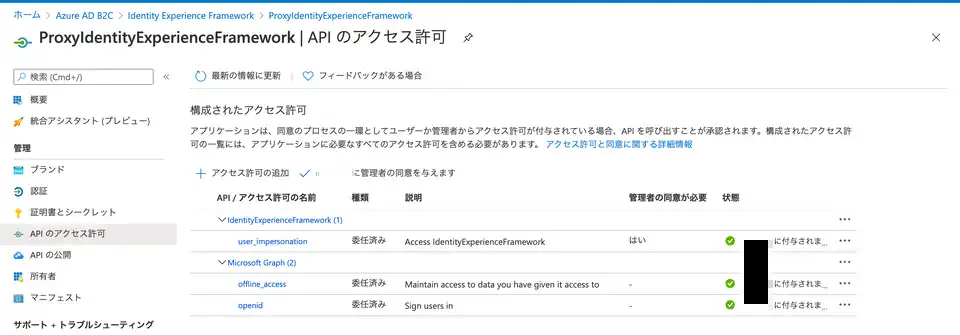 ホーム > Azure AD B2C > Identity Experience Framework > ProxyIdentityExperienceFramework
ProxyIdentityExperienceFramework | API のアクセス許可
検索 (Cmd+/)
最新の情報に更新 フィードバックがある場合
概要
統合アシスタント (プレビュー)
管理
ブランド
認証
証明書とシークレット
API のアクセス許可
API の公開
所有者
マニフェスト
サポート + トラブルシューティング
構成されたアクセス許可
アプリケーションは、同意のプロセスの一環としてユーザーか管理者からアクセス許可が付与されている場合、API を呼び出すことが承認されます。構成されたアクセス許
可の一覧には、アプリケーションに必要なすべてのアクセス許可を含める必要があります。 アクセス許可と同意に関する詳細情報
アクセス許可の追加 に管理者の同意を与えます
API / アクセス許可の名前 種類 説明 管理者の同意が必要 状態
IdentityExperienceFramework (1) ...
user_impersonation 委任済み Access IdentityExperienceFramework はい に付与されま... ...
Microsoft Graph (2) ...
offline_access 委任済み Maintain access to data you have given it access to - に付与されま... ...
openid 委任済み Sign users in - に付与されま... ...